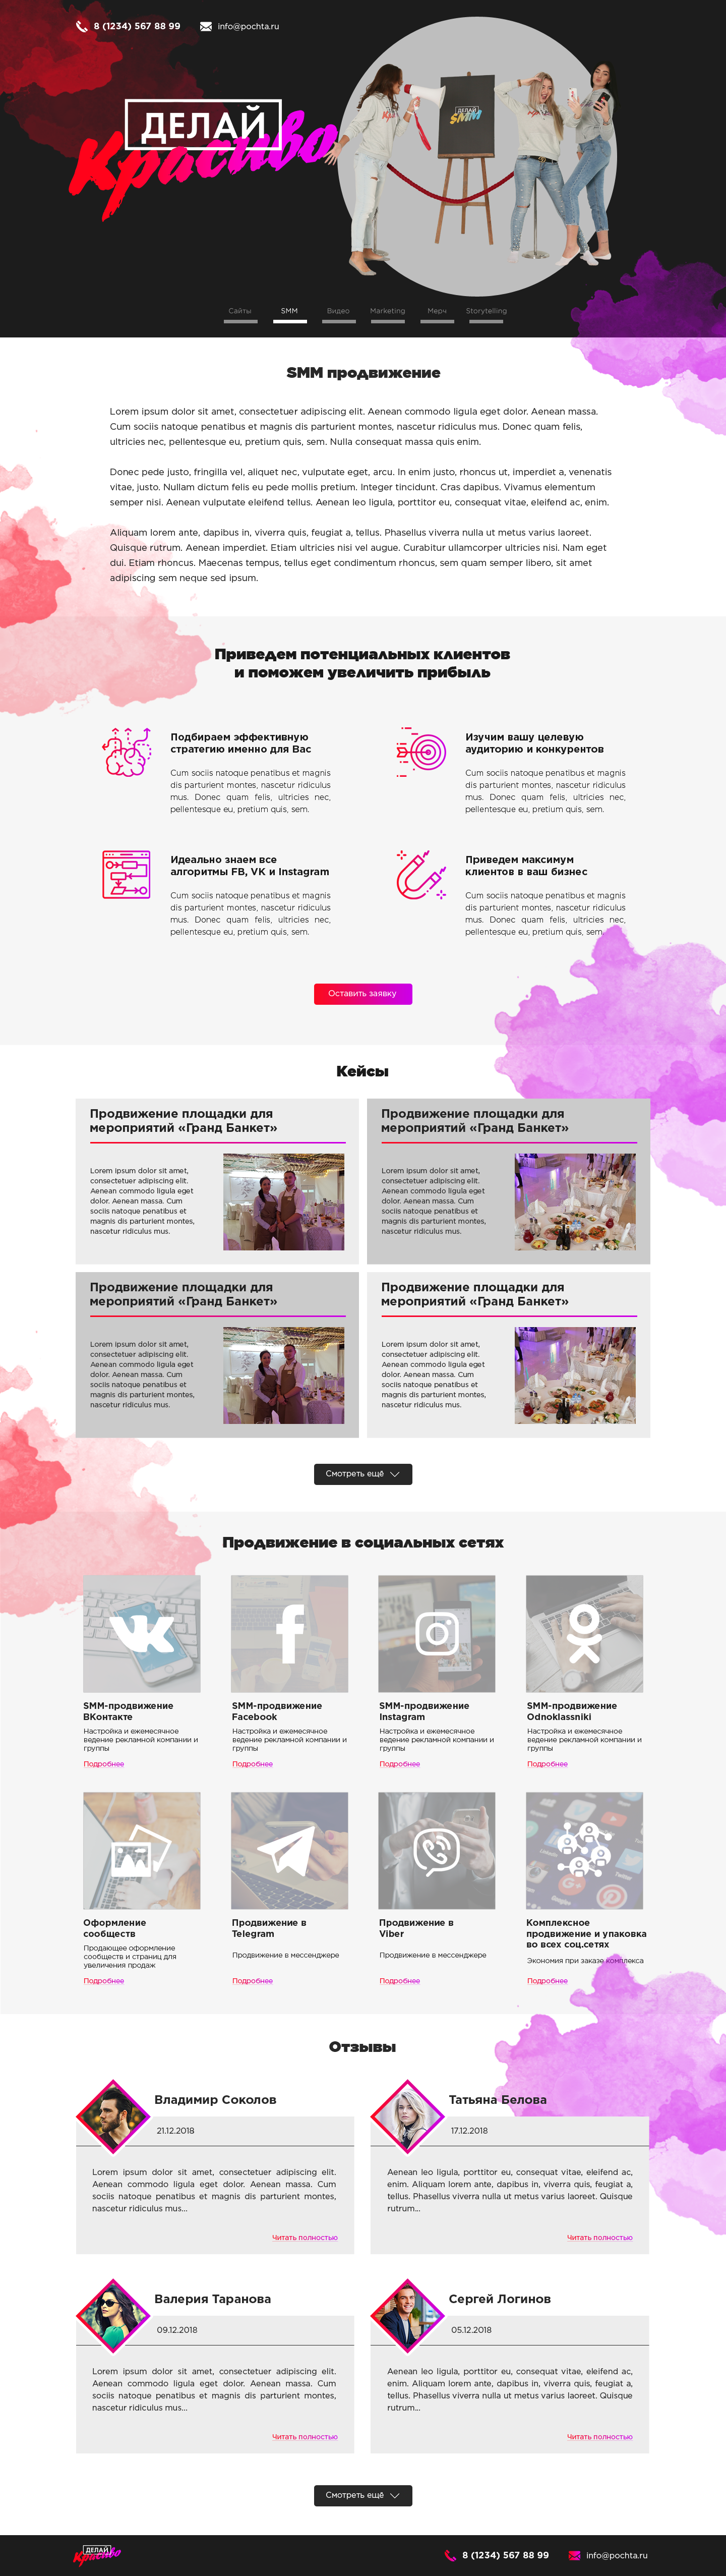 8 (1234) 567 88 99
info@pochta.ru
ДЕЛАЙ
Красиво
ДЕЛАЙ
SMM
Сайты SMM Видео Marketing Мерч Storytelling
SMM продвижение
Lorem ipsum dolor sit amet, consectetuer adipiscing elit. Aenean commodo ligula eget dolor. Aenean massa.
Cum sociis natoque penatibus et magnis dis parturient montes, nascetur ridiculus mus. Donec quam felis,
ultricies nec, pellentesque eu, pretium quis, sem. Nulla consequat massa quis enim.
Donec pede justo, fringilla vel, aliquet nec, vulputate eget, arcu. In enim justo, rhoncus ut, imperdiet a, venenatis
vitae, justo. Nullam dictum felis eu pede mollis pretium. Integer tincidunt. Cras dapibus. Vivamus elementum
semper nisi. Aenean vulputate eleifend tellus. Aenean leo ligula, porttitor eu, consequat vitae, eleifend ac, enim.
Aliquam lorem ante, dapibus in, viverra quis, feugiat a, tellus. Phasellus viverra nulla ut metus varius laoreet.
Quisque rutrum. Aenean imperdiet. Etiam ultricies nisi vel augue. Curabitur ullamcorper ultricies nisi. Nam eget
dui. Etiam rhoncus. Maecenas tempus, tellus eget condimentum rhoncus, sem quam semper libero, sit amet
adipiscing sem neque sed ipsum.
Приведем потенциальных клиентов
и поможем увеличить прибыль
Подбираем эффективную
стратегию именно для Вас
Cum sociis natoque penatibus et magnis
dis parturient montes, nascetur ridiculus
mus. Donec quam felis, ultricies nec,
pellentesque eu, pretium quis, sem.
Изучим вашу целевую
аудиторию и конкурентов
Cum sociis natoque penatibus et magnis
dis parturient montes, nascetur ridiculus
mus. Donec quam felis, ultricies nec,
pellentesque eu, pretium quis, sem.
Идеально знаем все
алгоритмы FB, VK и Instagram
Cum sociis natoque penatibus et magnis
dis parturient montes, nascetur ridiculus
mus. Donec quam felis, ultricies nec,
pellentesque eu, pretium quis, sem.
Приведем максимум
клиентов в ваш бизнес
Cum sociis natoque penatibus et magnis
dis parturient montes, nascetur ridiculus
mus. Donec quam felis, ultricies nec,
pellentesque eu, pretium quis, sem.
Оставить заявку
Кейсы
Продвижение площадки для
мероприятий «Гранд Банкет»
Lorem ipsum dolor sit amet,
consectetuer adipiscing elit.
Aenean commodo ligula eget
dolor. Aenean massa. Cum
sociis natoque penatibus et
magnis dis parturient montes,
nascetur ridiculus mus.
Продвижение площадки для
мероприятий «Гранд Банкет»
Lorem ipsum dolor sit amet,
consectetuer adipiscing elit.
Aenean commodo ligula eget
dolor. Aenean massa. Cum
sociis natoque penatibus et
magnis dis parturient montes,
nascetur ridiculus mus.
Продвижение площадки для
мероприятий «Гранд Банкет»
Lorem ipsum dolor sit amet,
consectetuer adipiscing elit.
Aenean commodo ligula eget
dolor. Aenean massa. Cum
sociis natoque penatibus et
magnis dis parturient montes,
nascetur ridiculus mus.
Продвижение площадки для
мероприятий «Гранд Банкет»
Lorem ipsum dolor sit amet,
consectetuer adipiscing elit.
Aenean commodo ligula eget
dolor. Aenean massa. Cum
sociis natoque penatibus et
magnis dis parturient montes,
nascetur ridiculus mus.
Смотреть ещё
Продвижение в социальных сетях
SMM-продвижение
ВКонтакте
Настройка и ежемесячное
ведение рекламной компании и
группы
Подробнее
SMM-продвижение
Facebook
Настройка и ежемесячное
ведение рекламной компании и
группы
Подробнее
SMM-продвижение
Instagram
Настройка и ежемесячное
ведение рекламной компании и
группы
Подробнее
SMM-продвижение
Odnoklassniki
Настройка и ежемесячное
ведение рекламной компании и
группы
Подробнее
Оформление
сообществ
Продающее оформление
сообществ и страниц для
увеличения продаж
Подробнее
Продвижение в
Telegram
Продвижение в мессенджере
Подробнее
Продвижение в
Viber
Продвижение в мессенджере
Подробнее
Комплексное
продвижение и упаковка
во всех соц.сетях
Экономия при заказе комплекса
Подробнее
Отзывы
Владимир Соколов
21.12.2018
Lorem ipsum dolor sit amet, consectetuer adipiscing elit.
Aenean commodo ligula eget dolor. Aenean massa. Cum
sociis natoque penatibus et magnis dis parturient montes,
nascetur ridiculus mus...
Читать полностью
Татьяна Белова
17.12.2018
Aenean leo ligula, porttitor eu, consequat vitae, eleifend ac,
enim. Aliquam lorem ante, dapibus in, viverra quis, feugiat a,
tellus. Phasellus viverra nulla ut metus varius laoreet. Quisque
rutrum...
Читать полностью
Валерия Таранова
09.12.2018
Lorem ipsum dolor sit amet, consectetuer adipiscing elit.
Aenean commodo ligula eget dolor. Aenean massa. Cum
sociis natoque penatibus et magnis dis parturient montes,
nascetur ridiculus mus...
Читать полностью
Сергей Логинов
05.12.2018
Aenean leo ligula, porttitor eu, consequat vitae, eleifend ac,
enim. Aliquam lorem ante, dapibus in, viverra quis, feugiat a,
tellus. Phasellus viverra nulla ut metus varius laoreet. Quisque
rutrum...
Читать полностью
Смотреть ещё
ДЕЛАЙ
Красиво
8 (1234) 567 88 99
info@pochta.ru